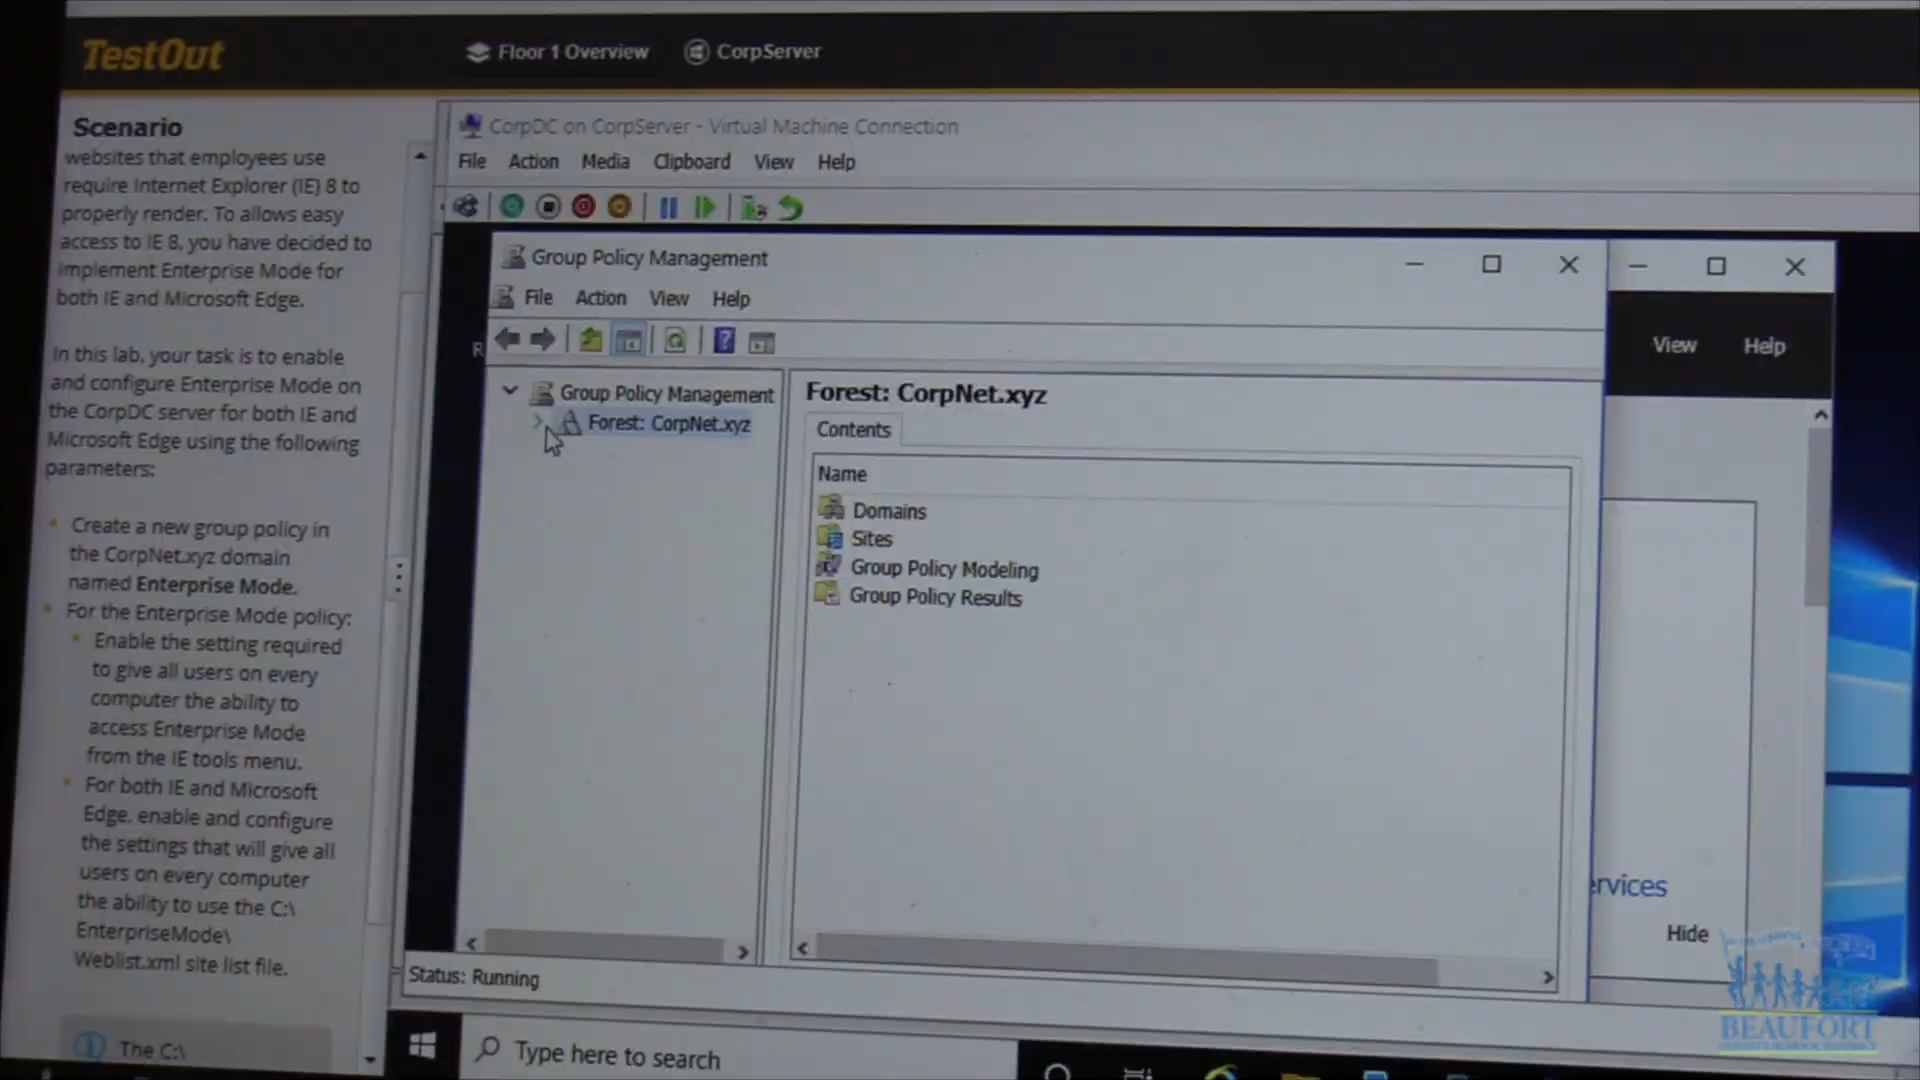 TestOut
Floor 1 Overview
CorpServer
Scenario
websites that employees use
require Internet Explorer (IE) 8 to
properly render. To allows easy
access to IE 8, you have decided to
implement Enterprise Mode for
both IE and Microsoft Edge.
In this lab, your task is to enable
and configure Enterprise Mode on
the CorpDC server for both IE and
Microsoft Edge using the following
parameters:
Create a new group policy in
the CorpNet.xyz domain
named Enterprise Mode.
For the Enterprise Mode policy:
Enable the setting required
to give all users on every
computer the ability to
access Enterprise Mode
from the IE tools menu.
For both IE and Microsoft
Edge, enable and configure
the settings that will give all
users on every computer
the ability to use the C:\
EnterpriseMode\
Weblist.xml site list file.
The C:\
CorpDC on CorpServer - Virtual Machine Connection
File Action Media Clipboard View Help
Group Policy Management
File Action View Help
R
Group Policy Management
Forest: CorpNet.xyz
Forest: CorpNet.xyz
Contents
Name
Domains
Sites
Group Policy Modeling
Group Policy Results
View Help
ervices
Hide
Status: Running
Type here to search
BEAUFORT